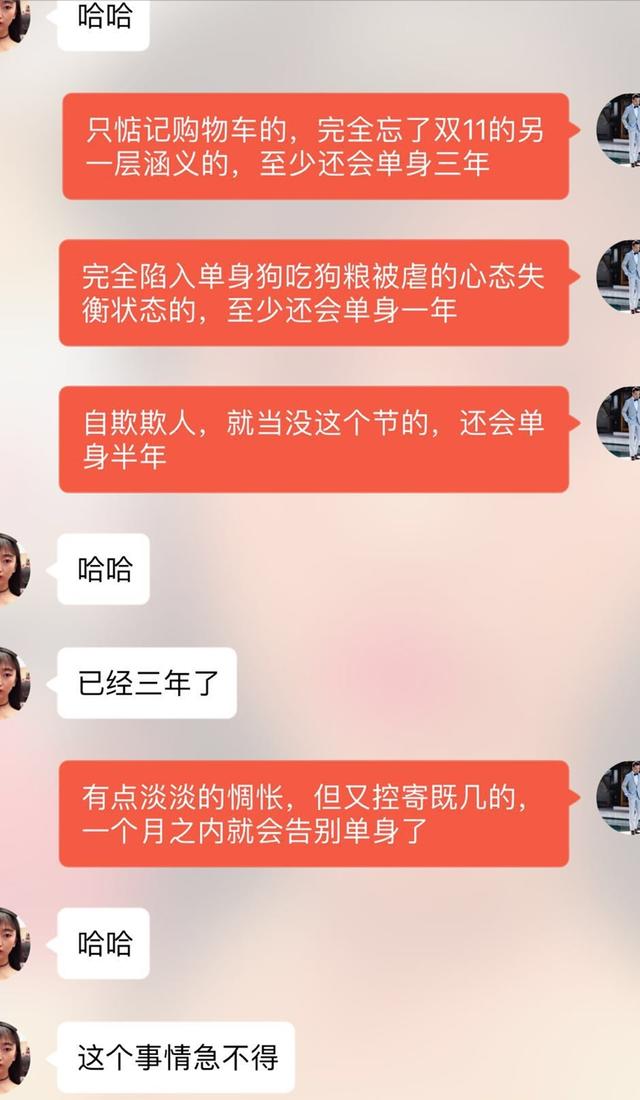 哈哈
只惦记购物车的，完全忘了双11的另
一层涵义的，至少还会单身三年
完全陷入单身狗吃狗粮被虐的心态失
衡状态的，至少还会单身一年
自欺欺人，就当没这个节的，还会单
身半年
哈哈
已经三年了
有点淡淡的惆怅，但又控寄既几的，
一个月之内就会告别单身了
哈哈
这个事情急不得